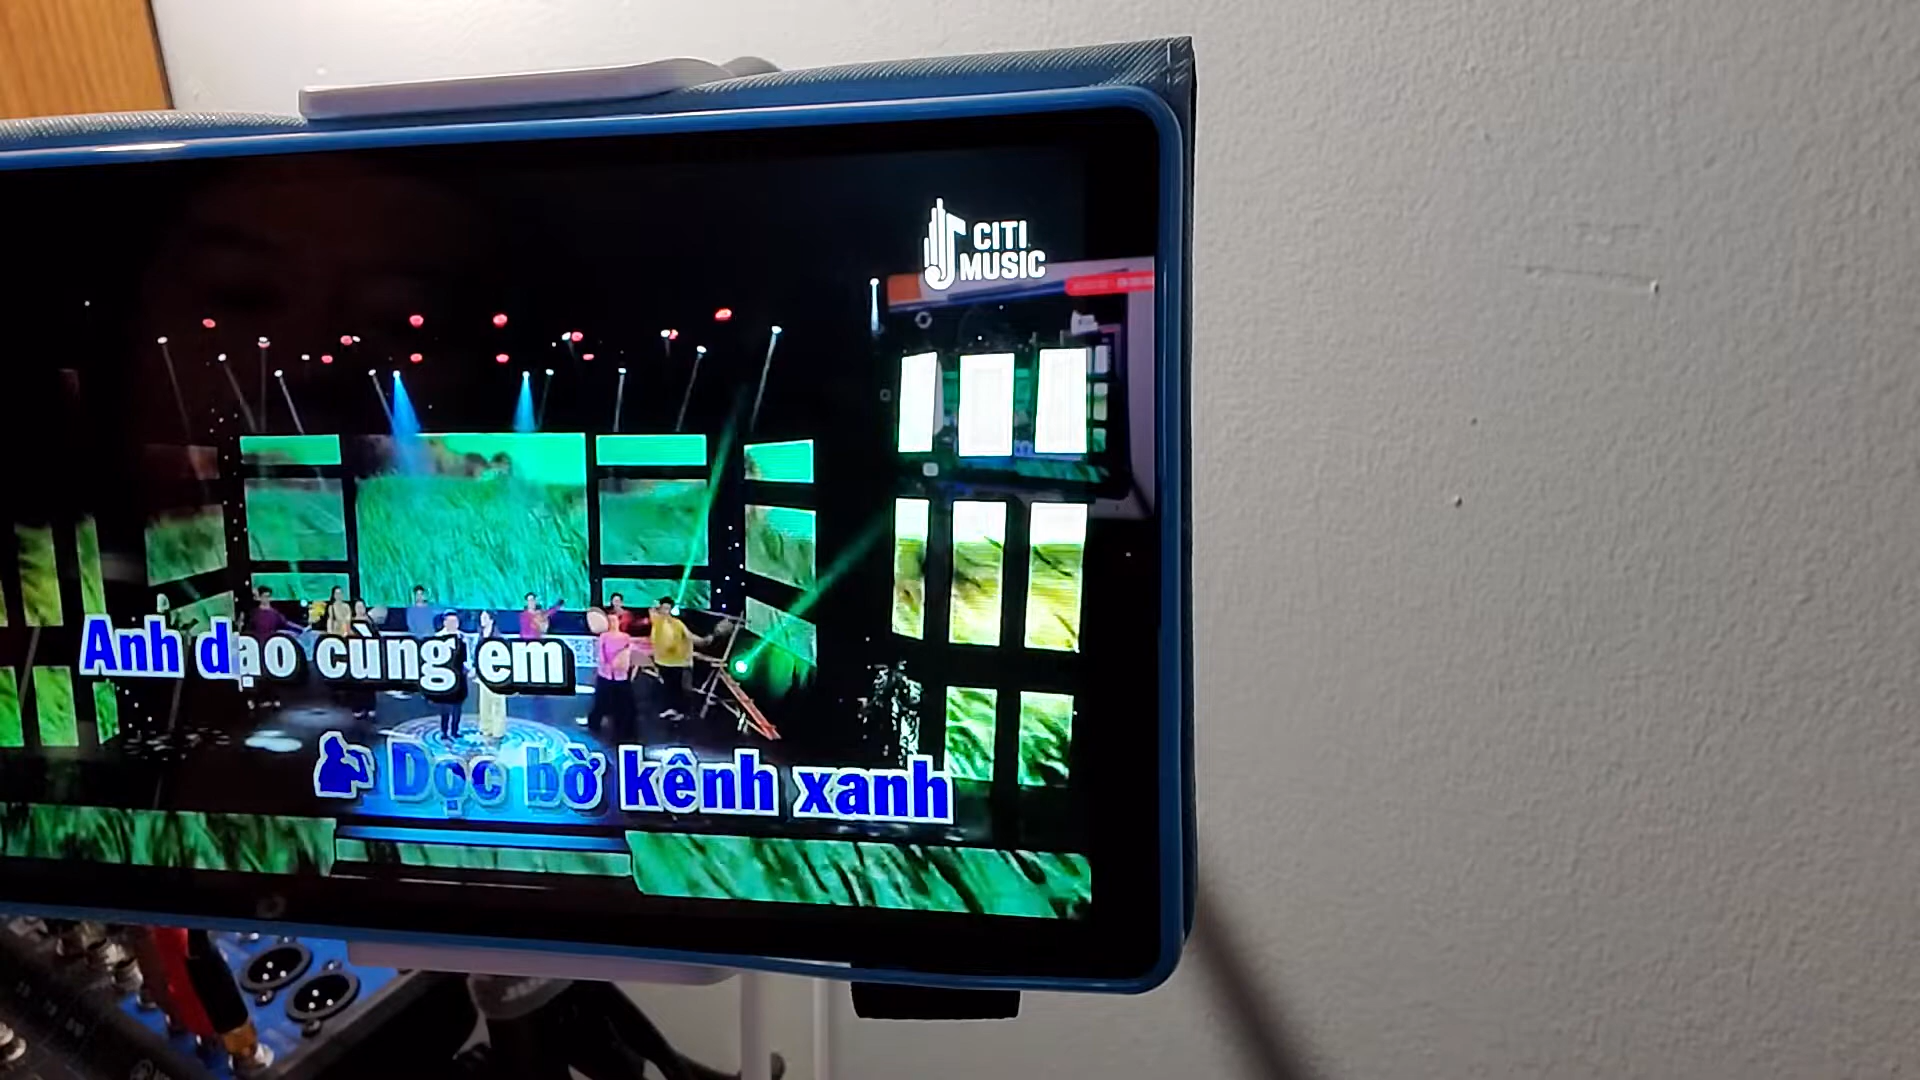 CITI
MUSIC
Anh dạo cùng em
Dọc bờ kênh xanh